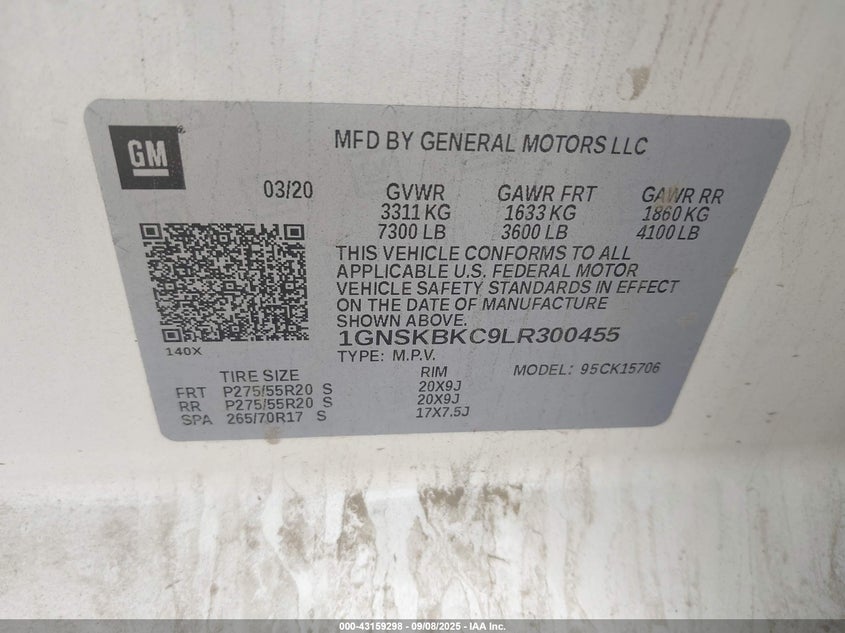 GM
MFD BY GENERAL MOTORS LLC
03/20 GVWR GAWR FRT GAWR RR
3311 KG 1633 KG 1860 KG
7300 LB 3600 LB 4100 LB
THIS VEHICLE CONFORMS TO ALL
APPLICABLE U.S. FEDERAL MOTOR
VEHICLE SAFETY STANDARDS IN EFFECT
ON THE DATE OF MANUFACTURE
SHOWN ABOVE.
1GNSKBKC9LR300455
140X
TYPE: M.P.V. MODEL: 95CK15706
TIRE SIZE RIM
FRT P275/55R20 S 20X9J
RR P275/55R20 S 20X9J
SPA 265/70R17 S 17X7.5J
000-43159298 - 09/08/2025 - IAA Inc.